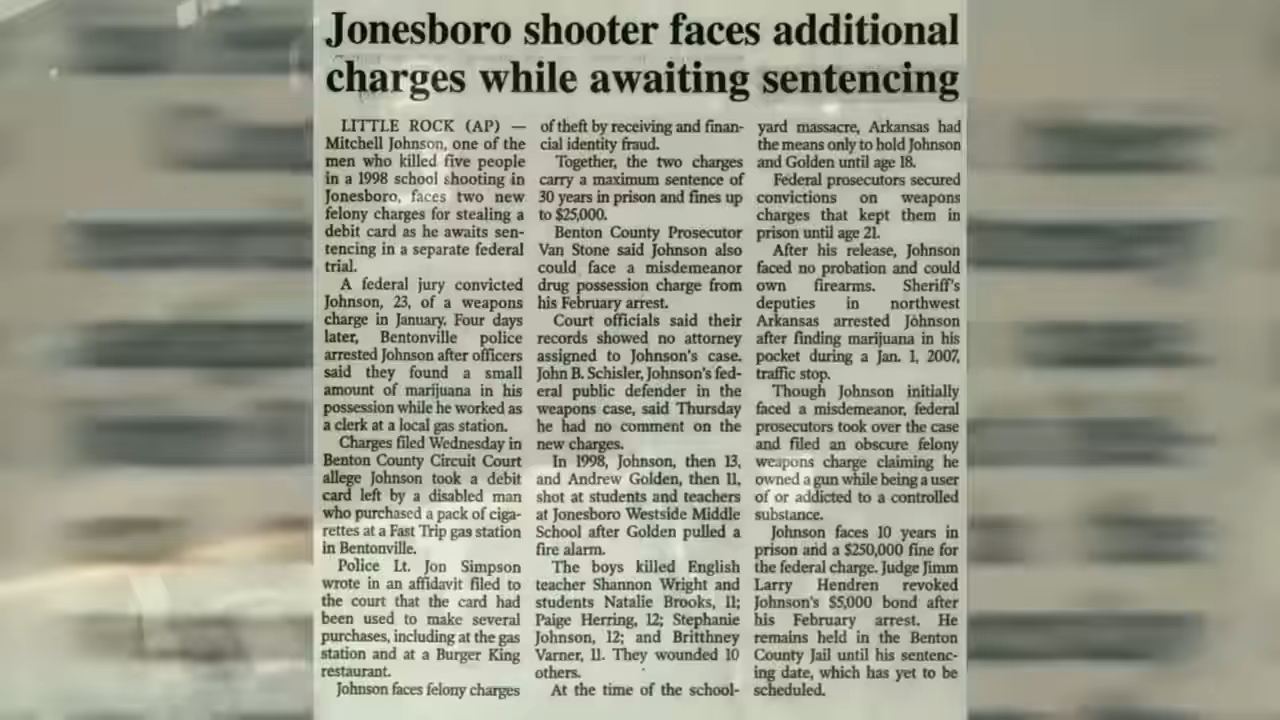 Jonesboro shooter faces additional
charges while awaiting sentencing
LITTLE ROCK (AP) —
Mitchell Johnson, one of the
men who killed five people
in a 1998 school shooting in
Jonesboro, faces two new
felony charges for stealing a
debit card as he awaits sen-
tencing in a separate federal
trial.
A federal jury convicted
Johnson, 23, of a weapons
charge in January. Four days
later, Bentonville police
arrested Johnson after officers
said they found a small
amount of marijuana in his
possession while he worked as
a clerk at a local gas station.
Charges filed Wednesday in
Benton County Circuit Court
allege Johnson took a debit
card left by a disabled man
who purchased a pack of ciga-
rettes at a Fast Trip gas station
in Bentonville.
Police Lt. Jon Simpson
wrote in an affidavit filed to
the court that the card had
been used to make several
purchases, including at the gas
station and at a Burger King
restaurant.
Johnson faces felony charges
of theft by receiving and finan-
cial identity fraud.
Together, the two charges
carry a maximum sentence of
30 years in prison and fines up
to $25,000.
Benton County Prosecutor
Van Stone said Johnson also
could face a misdemeanor
drug possession charge from
his February arrest.
Court officials said their
records showed no attorney
assigned to Johnson's case.
John B. Schisler, Johnson's fed-
eral public defender in the
weapons case, said Thursday
he had no comment on the
new charges.
In 1998, Johnson, then 13,
and Andrew Golden, then 11,
shot at students and teachers
at Jonesboro Westside Middle
School after Golden pulled a
fire alarm.
The boys killed English
teacher Shannon Wright and
students Natalie Brooks, 11;
Paige Herring, 12; Stephanie
Johnson, 12; and Britthney
Varner, 11. They wounded 10
others.
At the time of the school-
yard massacre, Arkansas had
the means only to hold Johnson
and Golden until age 18.
Federal prosecutors secured
convictions on weapons
charges that kept them in
prison until age 21.
After his release, Johnson
faced no probation and could
own firearms. Sheriff's
deputies in northwest
Arkansas arrested Johnson
after finding marijuana in his
pocket during a Jan. 1, 2007,
traffic stop.
Though Johnson initially
faced a misdemeanor, federal
prosecutors took over the case
and filed an obscure felony
weapons charge claiming he
owned a gun while being a user
of or addicted to a controlled
substance.
Johnson faces 10 years in
prison and a $250,000 fine for
the federal charge. Judge Jimm
Larry Hendren revoked
Johnson's $5,000 bond after
his February arrest. He
remains held in the Benton
County Jail until his sentenc-
ing date, which has yet to be
scheduled.